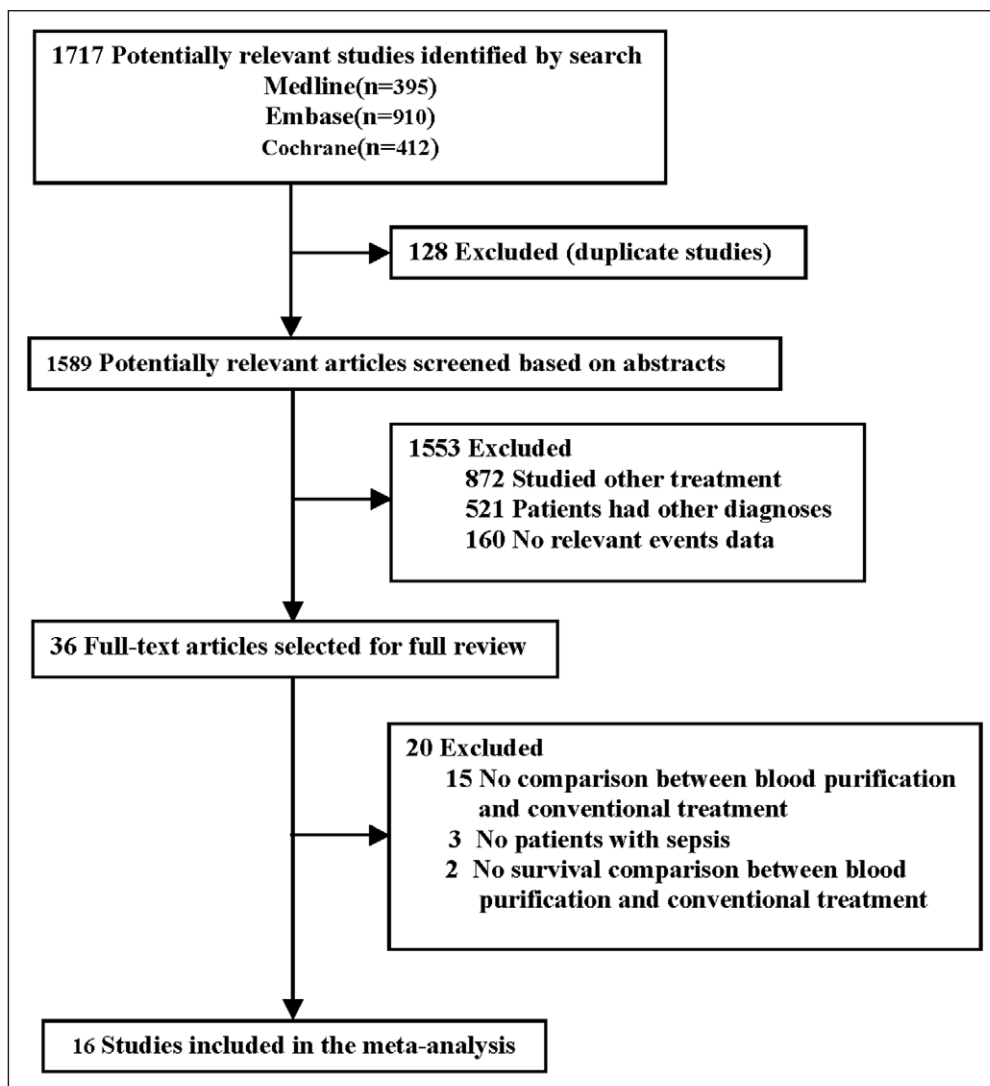 1717 Potentially relevant studies identified by search
Medline(n=395)
Embase(n=910)
Cochrane(n=412)
128 Excluded (duplicate studies)
1589 Potentially relevant articles screened based on abstracts
1553 Excluded
872 Studied other treatment
521 Patients had other diagnoses
160 No relevant events data
36 Full-text articles selected for full review
20 Excluded
15 No comparison between blood purification
and conventional treatment
3 No patients with sepsis
2 No survival comparison between blood
purification and conventional treatment
16 Studies included in the meta-analysis